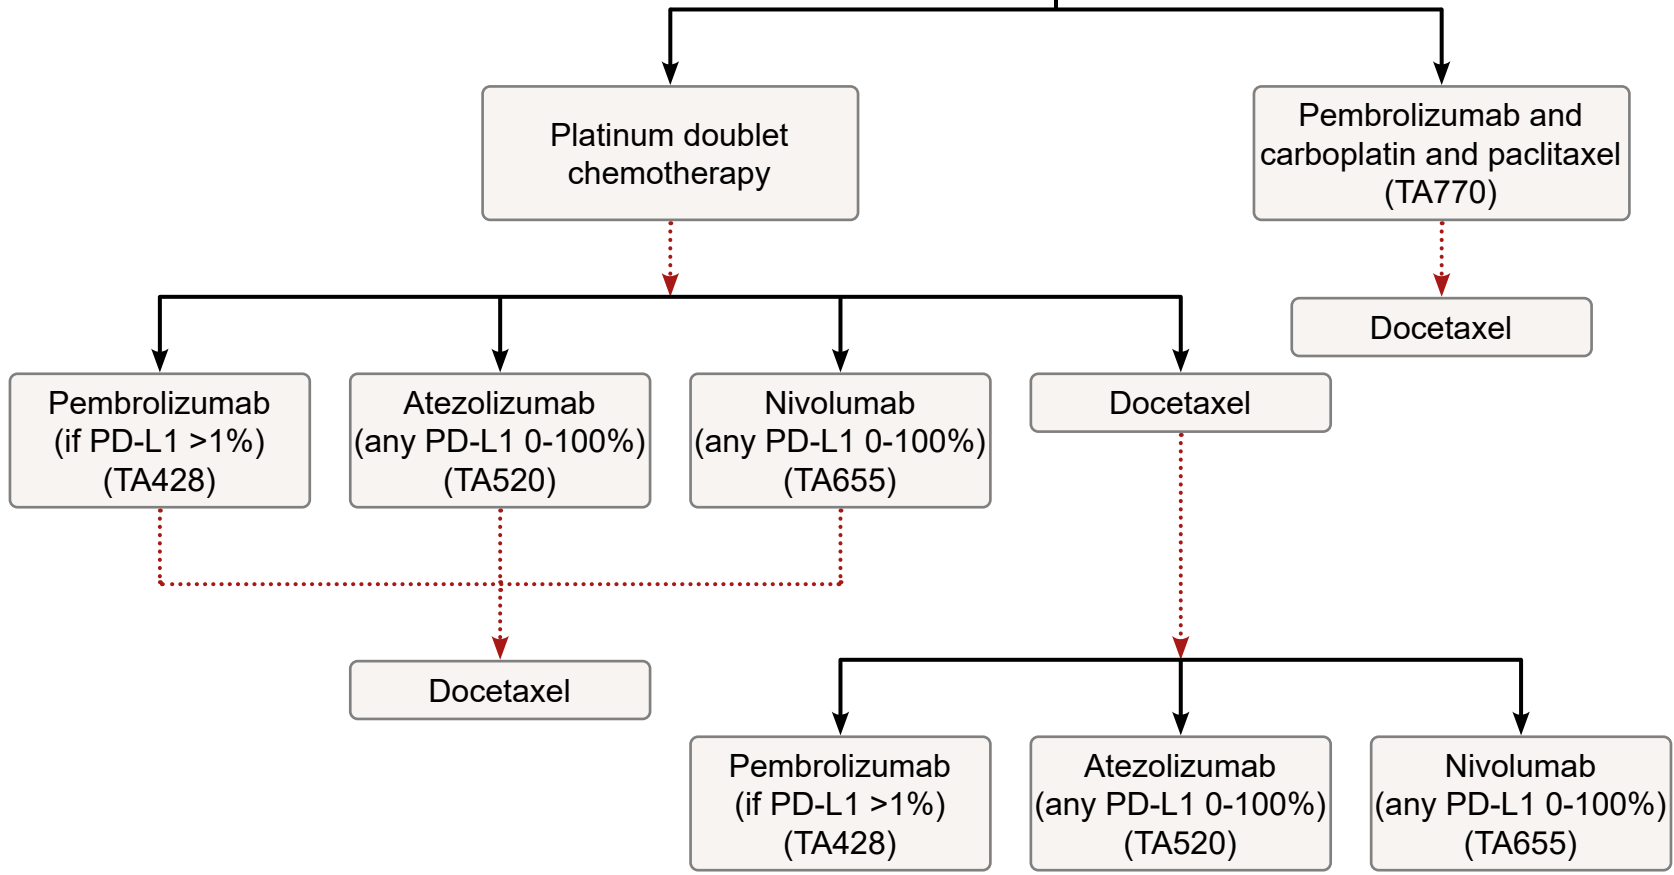 Platinum doublet
chemotherapy
Pembrolizumab and
carboplatin and paclitaxel
(TA770)
Docetaxel
Pembrolizumab
(if PD-L1 >1%)
(TA428)
Atezolizumab
(any PD-L1 0-100%)
(TA520)
Nivolumab
(any PD-L1 0-100%)
(TA655)
Docetaxel
Docetaxel
Pembrolizumab
(if PD-L1 >1%)
(TA428)
Atezolizumab
(any PD-L1 0-100%)
(TA520)
Nivolumab
(any PD-L1 0-100%)
(TA655)